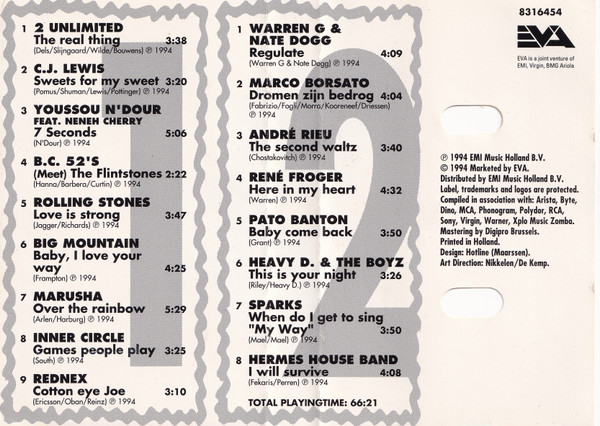 1 2 UNLIMITED
The real thing 3:38
(Dels/Slijngaard/Wilde/Bouwens) ℗ 1994
2 C.J. LEWIS
Sweets for my sweet 3:20
(Pomus/Shuman/Lewis/Pottinger) ℗ 1994
3 YOUSSOU N'DOUR
FEAT. NENEH CHERRY
7 Seconds 5:06
(N'Dour) ℗ 1994
4 B.C. 52'S
(Meet) The Flintstones 2:22
(Hanna/Barbera/Curtin) ℗ 1994
5 ROLLING STONES
Love is strong 3:47
(Jagger/Richards) ℗ 1994
6 BIG MOUNTAIN
Baby, I love your
way 4:25
(Frampton) ℗ 1994
7 MARUSHA
Over the rainbow 5:29
(Arlen/Harburg) ℗ 1994
8 INNER CIRCLE
Games people play 3:25
(South) ℗ 1994
9 REDNEX
Cotton eye Joe 3:10
(Ericsson/Oban/Reinz) ℗ 1994
1
1 WARREN G &
NATE DOGG
Regulate 4:09
(Warren G & Nate Dogg) ℗ 1994
2 MARCO BORSATO
Dromen zijn bedrog 4:04
(Fabrizio/Fogli/Morra/Kooreneef/Driessen) ℗ 1994
3 ANDRÉ RIEU
The second waltz 3:40
(Chostakovitch) ℗ 1994
4 RENÉ FROGER
Here in my heart 4:32
(Warren) ℗ 1994
5 PATO BANTON
Baby come back 3:50
(Grant) ℗ 1994
6 HEAVY D. & THE BOYZ
This is your night 3:26
(Riley/Heavy D.) ℗ 1994
7 SPARKS
When do I get to sing
"My Way" 3:50
(Mael/Mael) ℗ 1994
8 HERMES HOUSE BAND
I will survive 4:08
(Fekaris/Perren) ℗ 1994
TOTAL PLAYINGTIME: 66:21
2
8316454
EVA
EVA is a joint venture of
EMI, Virgin, BMG Ariola
℗ 1994 EMI Music Holland B.V.
© 1994 Marketed by EVA.
Distributed by EMI Music Holland B.V.
Label, trademarks and logos are protected.
Compiled in association with: Arista, Byte,
Dino, MCA, Phonogram, Polydor, RCA,
Sony, Virgin, Warner, Xplo Music Zomba.
Mastering by Digipro Brussels.
Printed in Holland.
Design: Hotline (Maarssen).
Art Direction: Nikkelen/De Kemp.